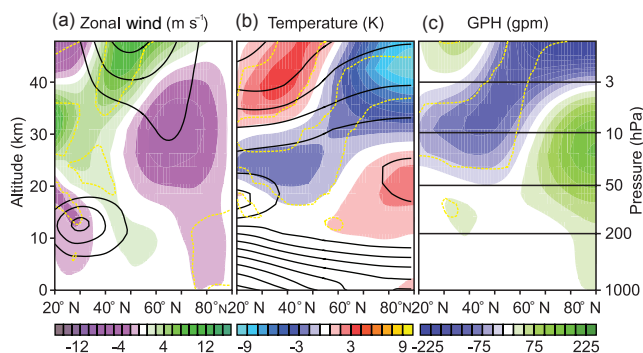 (a) Zonal wind (m s⁻¹) (b) Temperature (K) (c) GPH (gpm)
Altitude (km)
40
30
20
10
0
3
10
50
200
1000
Pressure (hPa)
20° N 40° N 60° N 80° N 20° N 40° N 60° N 80° N 20° N 40° N 60° N 80° N
-12 -4 4 12 -9 -3 3 9 -225 -75 75 225